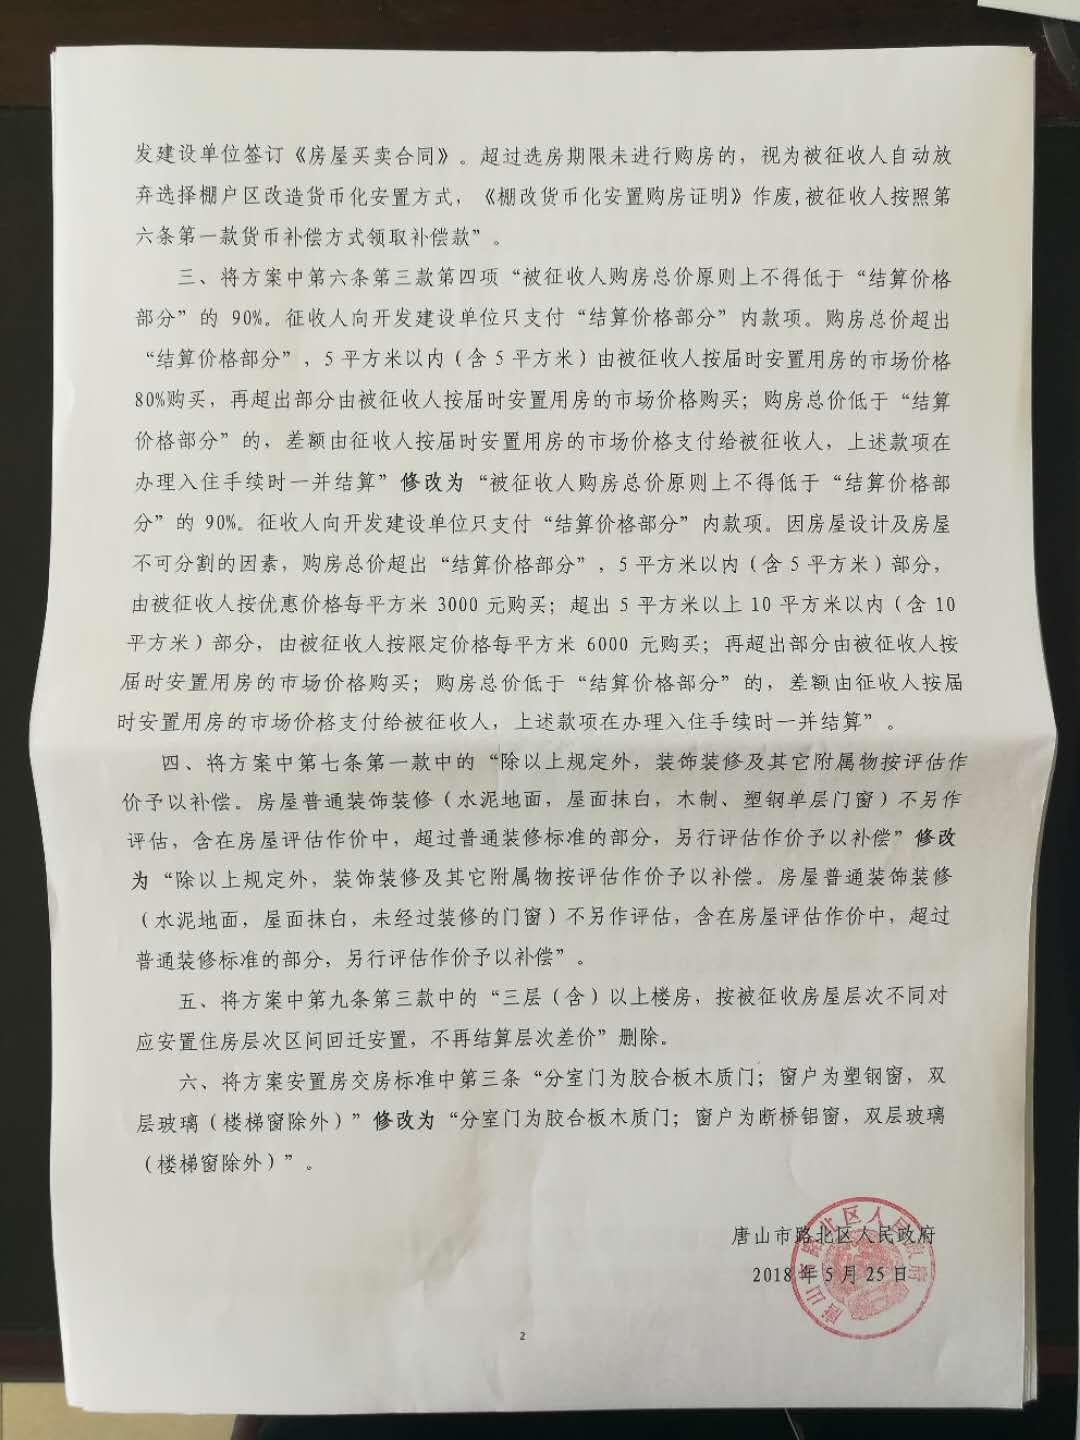 发建设单位签订《房屋买卖合同》。超过选房期限未进行购房的，视为被征收人自动放
弃选择棚户区改造货币化安置方式，《棚改货币化安置购房证明》作废,被征收人按照第
六条第一款货币补偿方式领取补偿款”。
三、将方案中第六条第三款第四项“被征收人购房总价原则上不得低于“结算价格
部分”的 90%。征收人向开发建设单位只支付“结算价格部分”内款项。购房总价超出
“结算价格部分”，5 平方米以内（含 5 平方米）由被征收人按届时安置用房的市场价格
80%购买，再超出部分由被征收人按届时安置用房的市场价格购买；购房总价低于“结算
价格部分”的，差额由征收人按届时安置用房的市场价格支付给被征收人，上述款项在
办理入住手续时一并结算”修改为“被征收人购房总价原则上不得低于“结算价格部
分”的 90%。征收人向开发建设单位只支付“结算价格部分”内款项。因房屋设计及房屋
不可分割的因素，购房总价超出“结算价格部分”，5 平方米以内（含 5 平方米）部分，
由被征收人按优惠价格每平方米 3000 元购买；超出 5 平方米以上 10 平方米以内（含 10
平方米）部分，由被征收人按限定价格每平方米 6000 元购买；再超出部分由被征收人按
届时安置用房的市场价格购买；购房总价低于“结算价格部分”的，差额由征收人按届
时安置用房的市场价格支付给被征收人，上述款项在办理入住手续时一并结算”。
四、将方案中第七条第一款中的“除以上规定外，装饰装修及其它附属物按评估作
价予以补偿。房屋普通装饰装修（水泥地面，屋面抹白，木制、塑钢单层门窗）不另作
评估，含在房屋评估作价中，超过普通装修标准的部分，另行评估作价予以补偿”修改
为“除以上规定外，装饰装修及其它附属物按评估作价予以补偿。房屋普通装饰装修
（水泥地面，屋面抹白，未经过装修的门窗）不另作评估，含在房屋评估作价中，超过
普通装修标准的部分，另行评估作价予以补偿”。
五、将方案中第九条第三款中的“三层（含）以上楼房，按被征收房屋层次不同对
应安置住房层次区间回迁安置，不再结算层次差价”删除。
六、将方案安置房交房标准中第三条“分室门为胶合板木质门；窗户为塑钢窗，双
层玻璃（楼梯窗除外）”修改为“分室门为胶合板木质门；窗户为断桥铝窗，双层玻璃
（楼梯窗除外）”。
唐山市路北区人民政府
2018 年 5 月 25 日
唐山市路北区人民政府
2